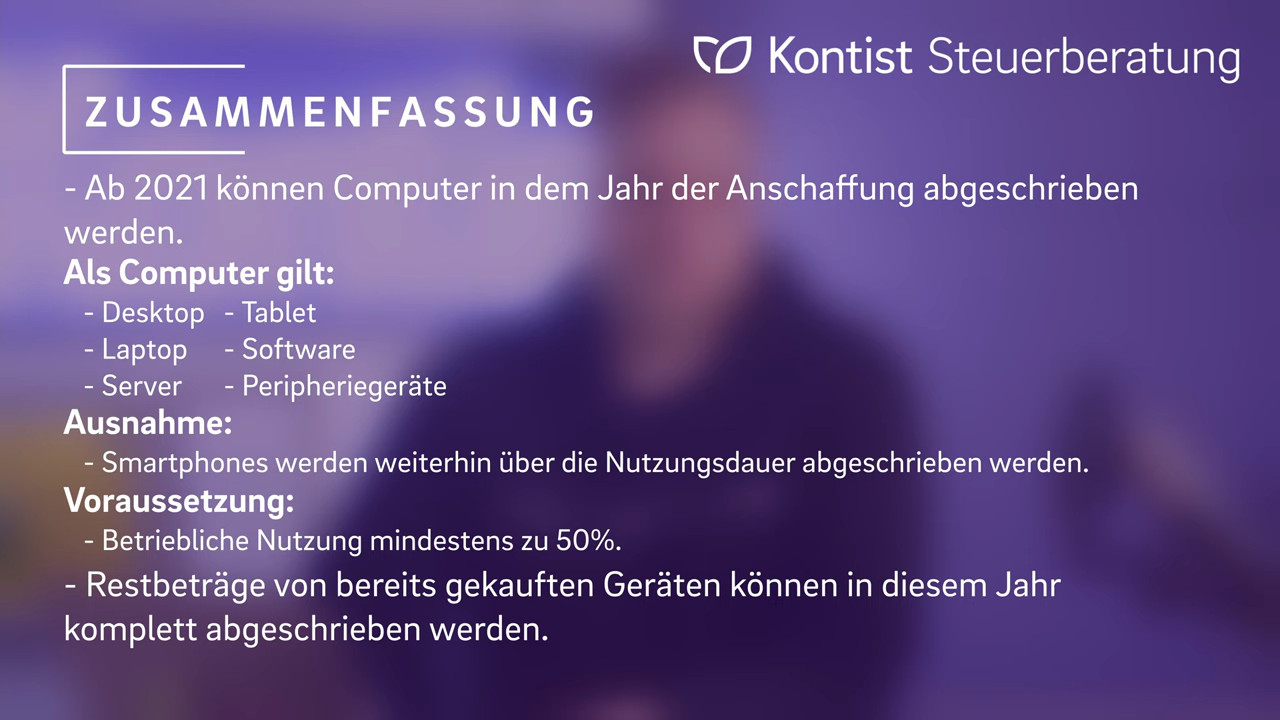 Kontist Steuerberatung
ZUSAMMENFASSUNG
- Ab 2021 können Computer in dem Jahr der Anschaffung abgeschrieben
werden.
Als Computer gilt:
- Desktop - Tablet
- Laptop - Software
- Server - Peripheriegeräte
Ausnahme:
- Smartphones werden weiterhin über die Nutzungsdauer abgeschrieben werden.
Voraussetzung:
- Betriebliche Nutzung mindestens zu 50%.
- Restbeträge von bereits gekauften Geräten können in diesem Jahr
komplett abgeschrieben werden.